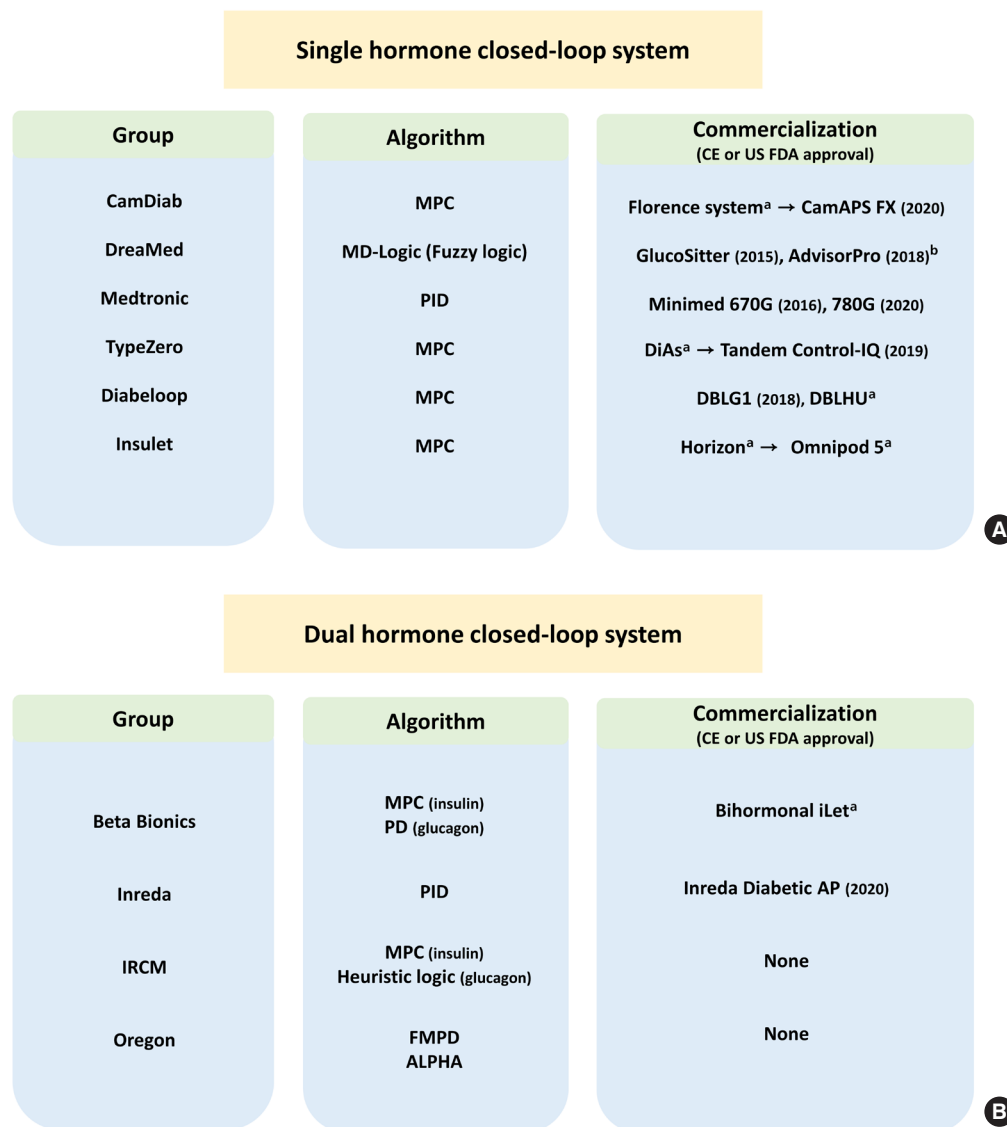 Single hormone closed-loop system
Group
Algorithm
Commercialization
(CE or US FDA approval)
CamDiab
MPC
Florence systemᵃ → CamAPS FX (2020)
DreaMed
MD-Logic (Fuzzy logic)
GlucoSitter (2015), AdvisorPro (2018)ᵇ
Medtronic
PID
Minimed 670G (2016), 780G (2020)
TypeZero
MPC
DiAsᵃ → Tandem Control-IQ (2019)
Diabeloop
MPC
DBLG1 (2018), DBLHUᵃ
Insulet
MPC
Horizonᵃ → Omnipod 5ᵃ
A
Dual hormone closed-loop system
Group
Algorithm
Commercialization
(CE or US FDA approval)
Beta Bionics
MPC (insulin)
PD (glucagon)
Bihormonal iLetᵃ
Inreda
PID
Inreda Diabetic AP (2020)
IRCM
MPC (insulin)
Heuristic logic (glucagon)
None
Oregon
FMPD
ALPHA
None
B